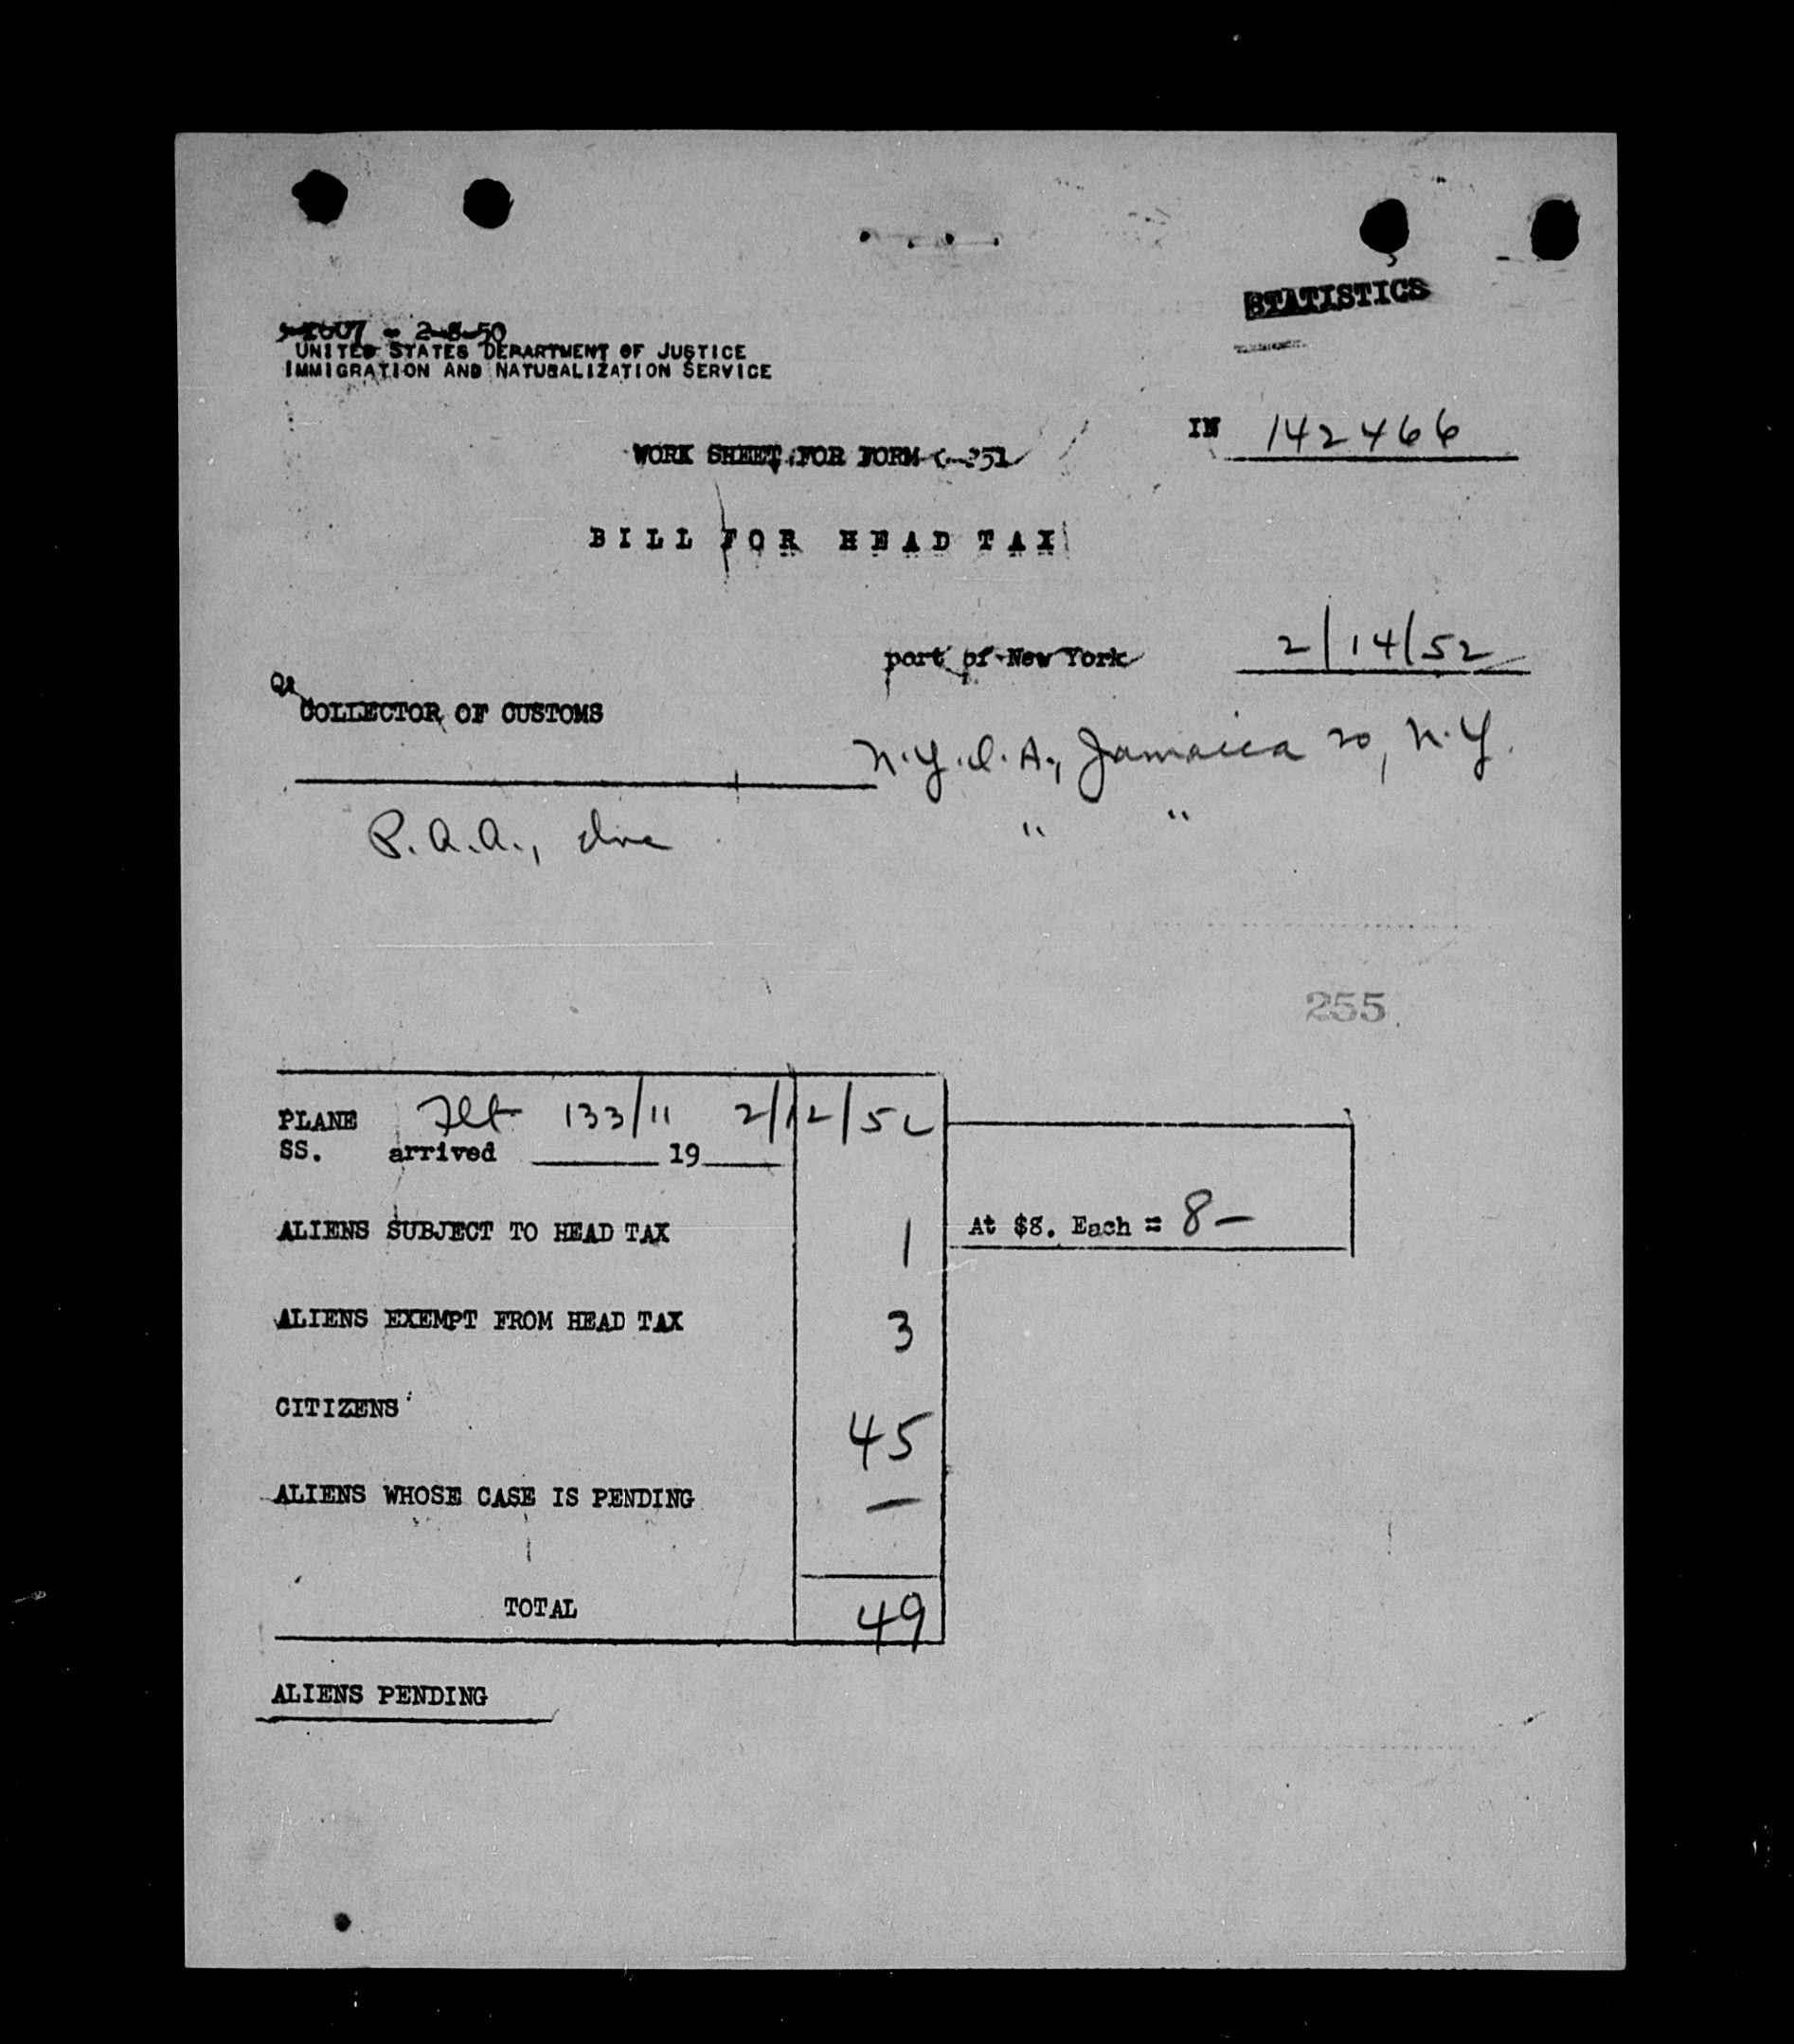 STATISTICS
2-8-50
UNITED STATES DEPARTMENT OF JUSTICE
IMMIGRATION AND NATURALIZATION SERVICE
IN 142466
WORK SHEET FOR FORM
BILL FOR HEAD TAX
port of New York 2/14/52
COLLECTOR OF CUSTOMS
N.Y.I.A., Jamaica 20, N.Y.
P.A.A., Inc " "
255
PLANE Flt 133/11 2/12/52
SS. arrived 19
ALIENS SUBJECT TO HEAD TAX 1 At $8. Each = 8-
ALIENS EXEMPT FROM HEAD TAX 3
CITIZENS 45
ALIENS WHOSE CASE IS PENDING —
TOTAL 49
ALIENS PENDING